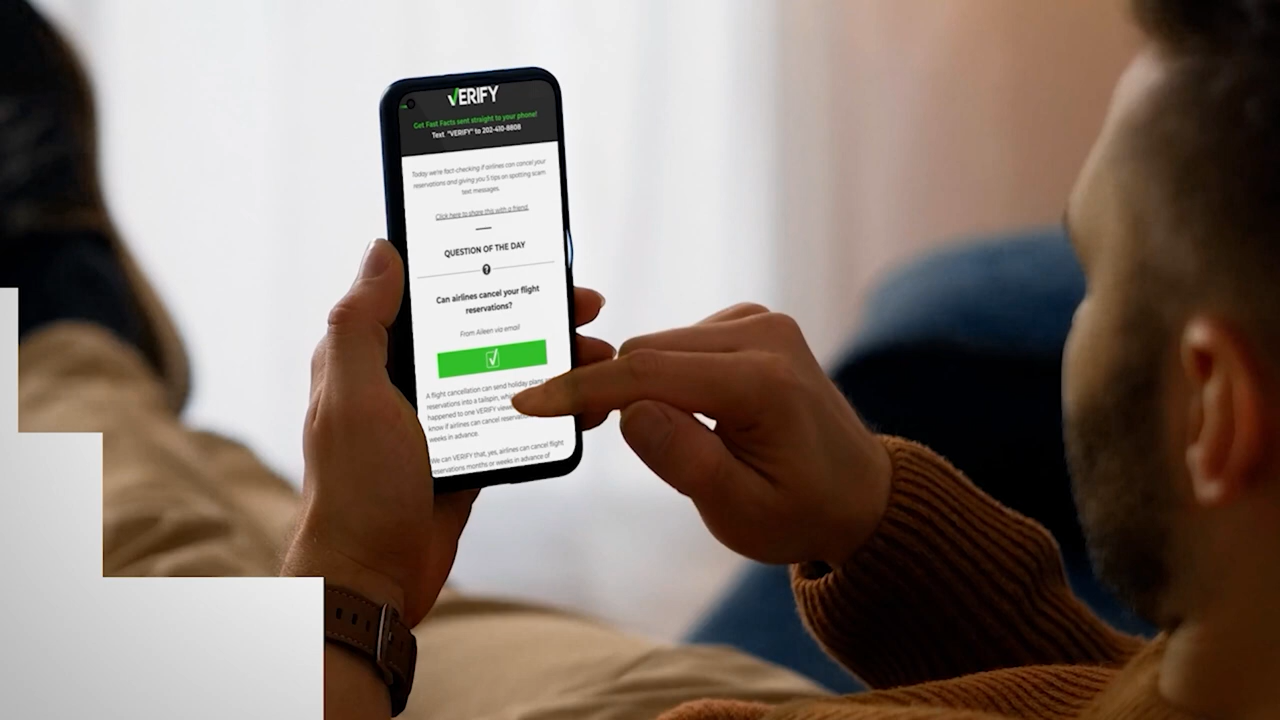 VERIFY
Get Fast Facts sent straight to your phone!
Text "VERIFY" to 202-410-8808
Today we're fact-checking if airlines can cancel your
reservations and giving you 5 tips on spotting scam
text messages.
Click here to share this with a friend.
QUESTION OF THE DAY
?
Can airlines cancel your flight
reservations?
From Aileen via email
A flight cancellation can send holiday plans
reservations into a tailspin,
happened to one VERIFY
know if airlines can cancel
weeks in advance.
We can VERIFY that, yes, airlines can cancel flight
reservations months or weeks in advance of